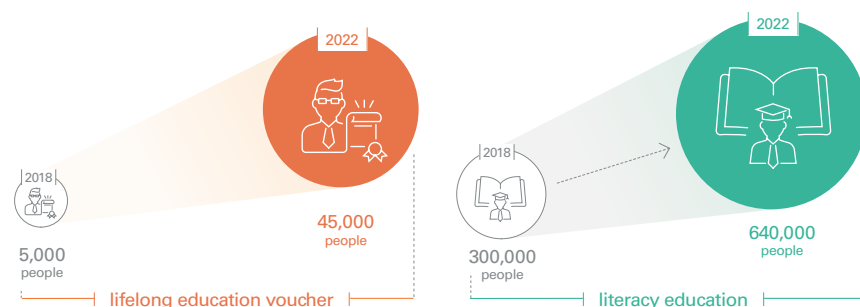 2018
5,000
people
2022
45,000
people
lifelong education voucher
2018
300,000
people
2022
640,000
people
literacy education